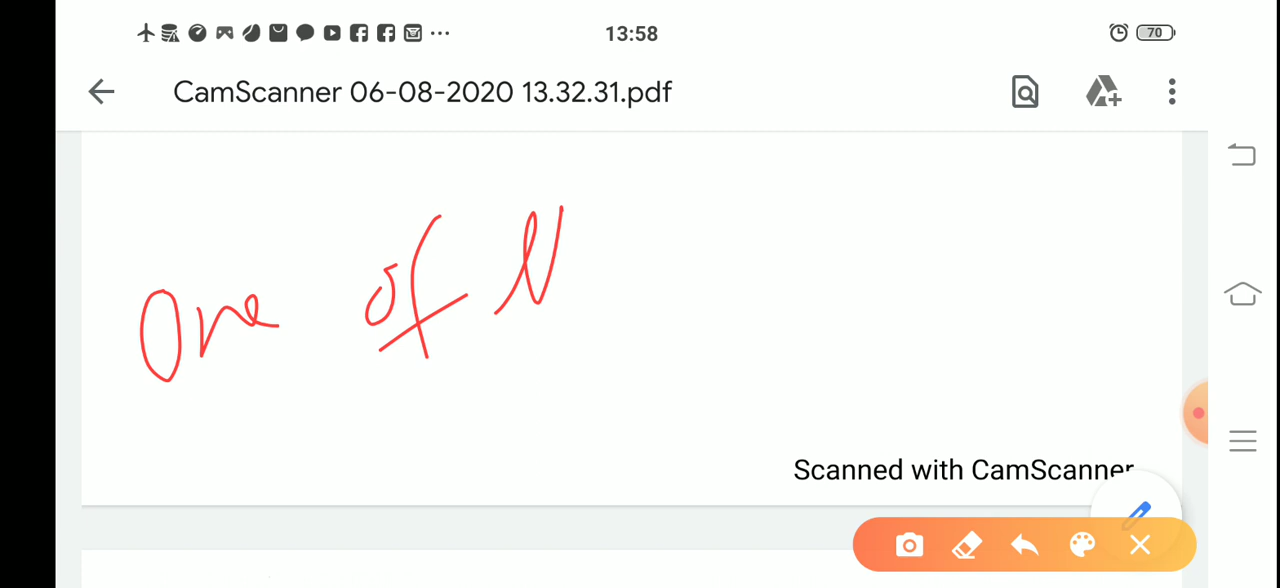 13:58
70
CamScanner 06-08-2020 13.32.31.pdf
One of
Scanned with CamScanner